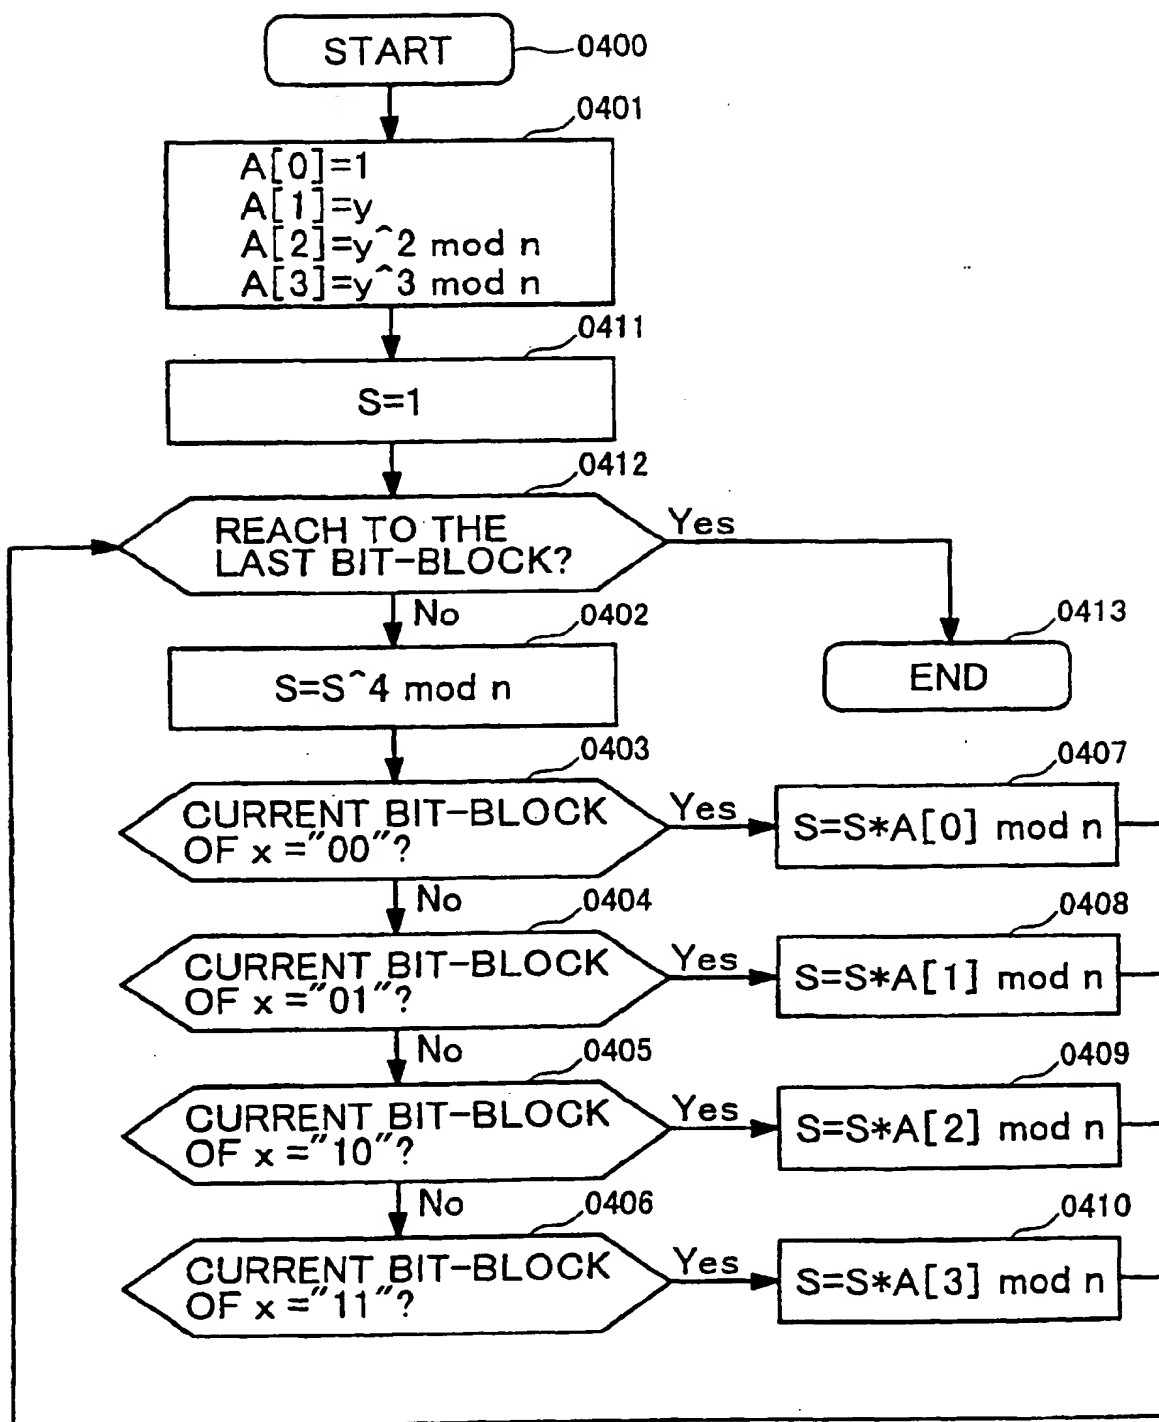 START
0400
0401
A[0]=1
A[1]=y
A[2]=y^2 mod n
A[3]=y^3 mod n
0411
S=1
0412
REACH TO THE
LAST BIT-BLOCK?
Yes
No
0402
0413
END
S=S^4 mod n
0403
CURRENT BIT-BLOCK
OF x ="00"?
Yes
0407
S=S*A[0] mod n
No
0404
CURRENT BIT-BLOCK
OF x ="01"?
Yes
0408
S=S*A[1] mod n
No
0405
CURRENT BIT-BLOCK
OF x ="10"?
Yes
0409
S=S*A[2] mod n
No
0406
CURRENT BIT-BLOCK
OF x ="11"?
Yes
0410
S=S*A[3] mod n